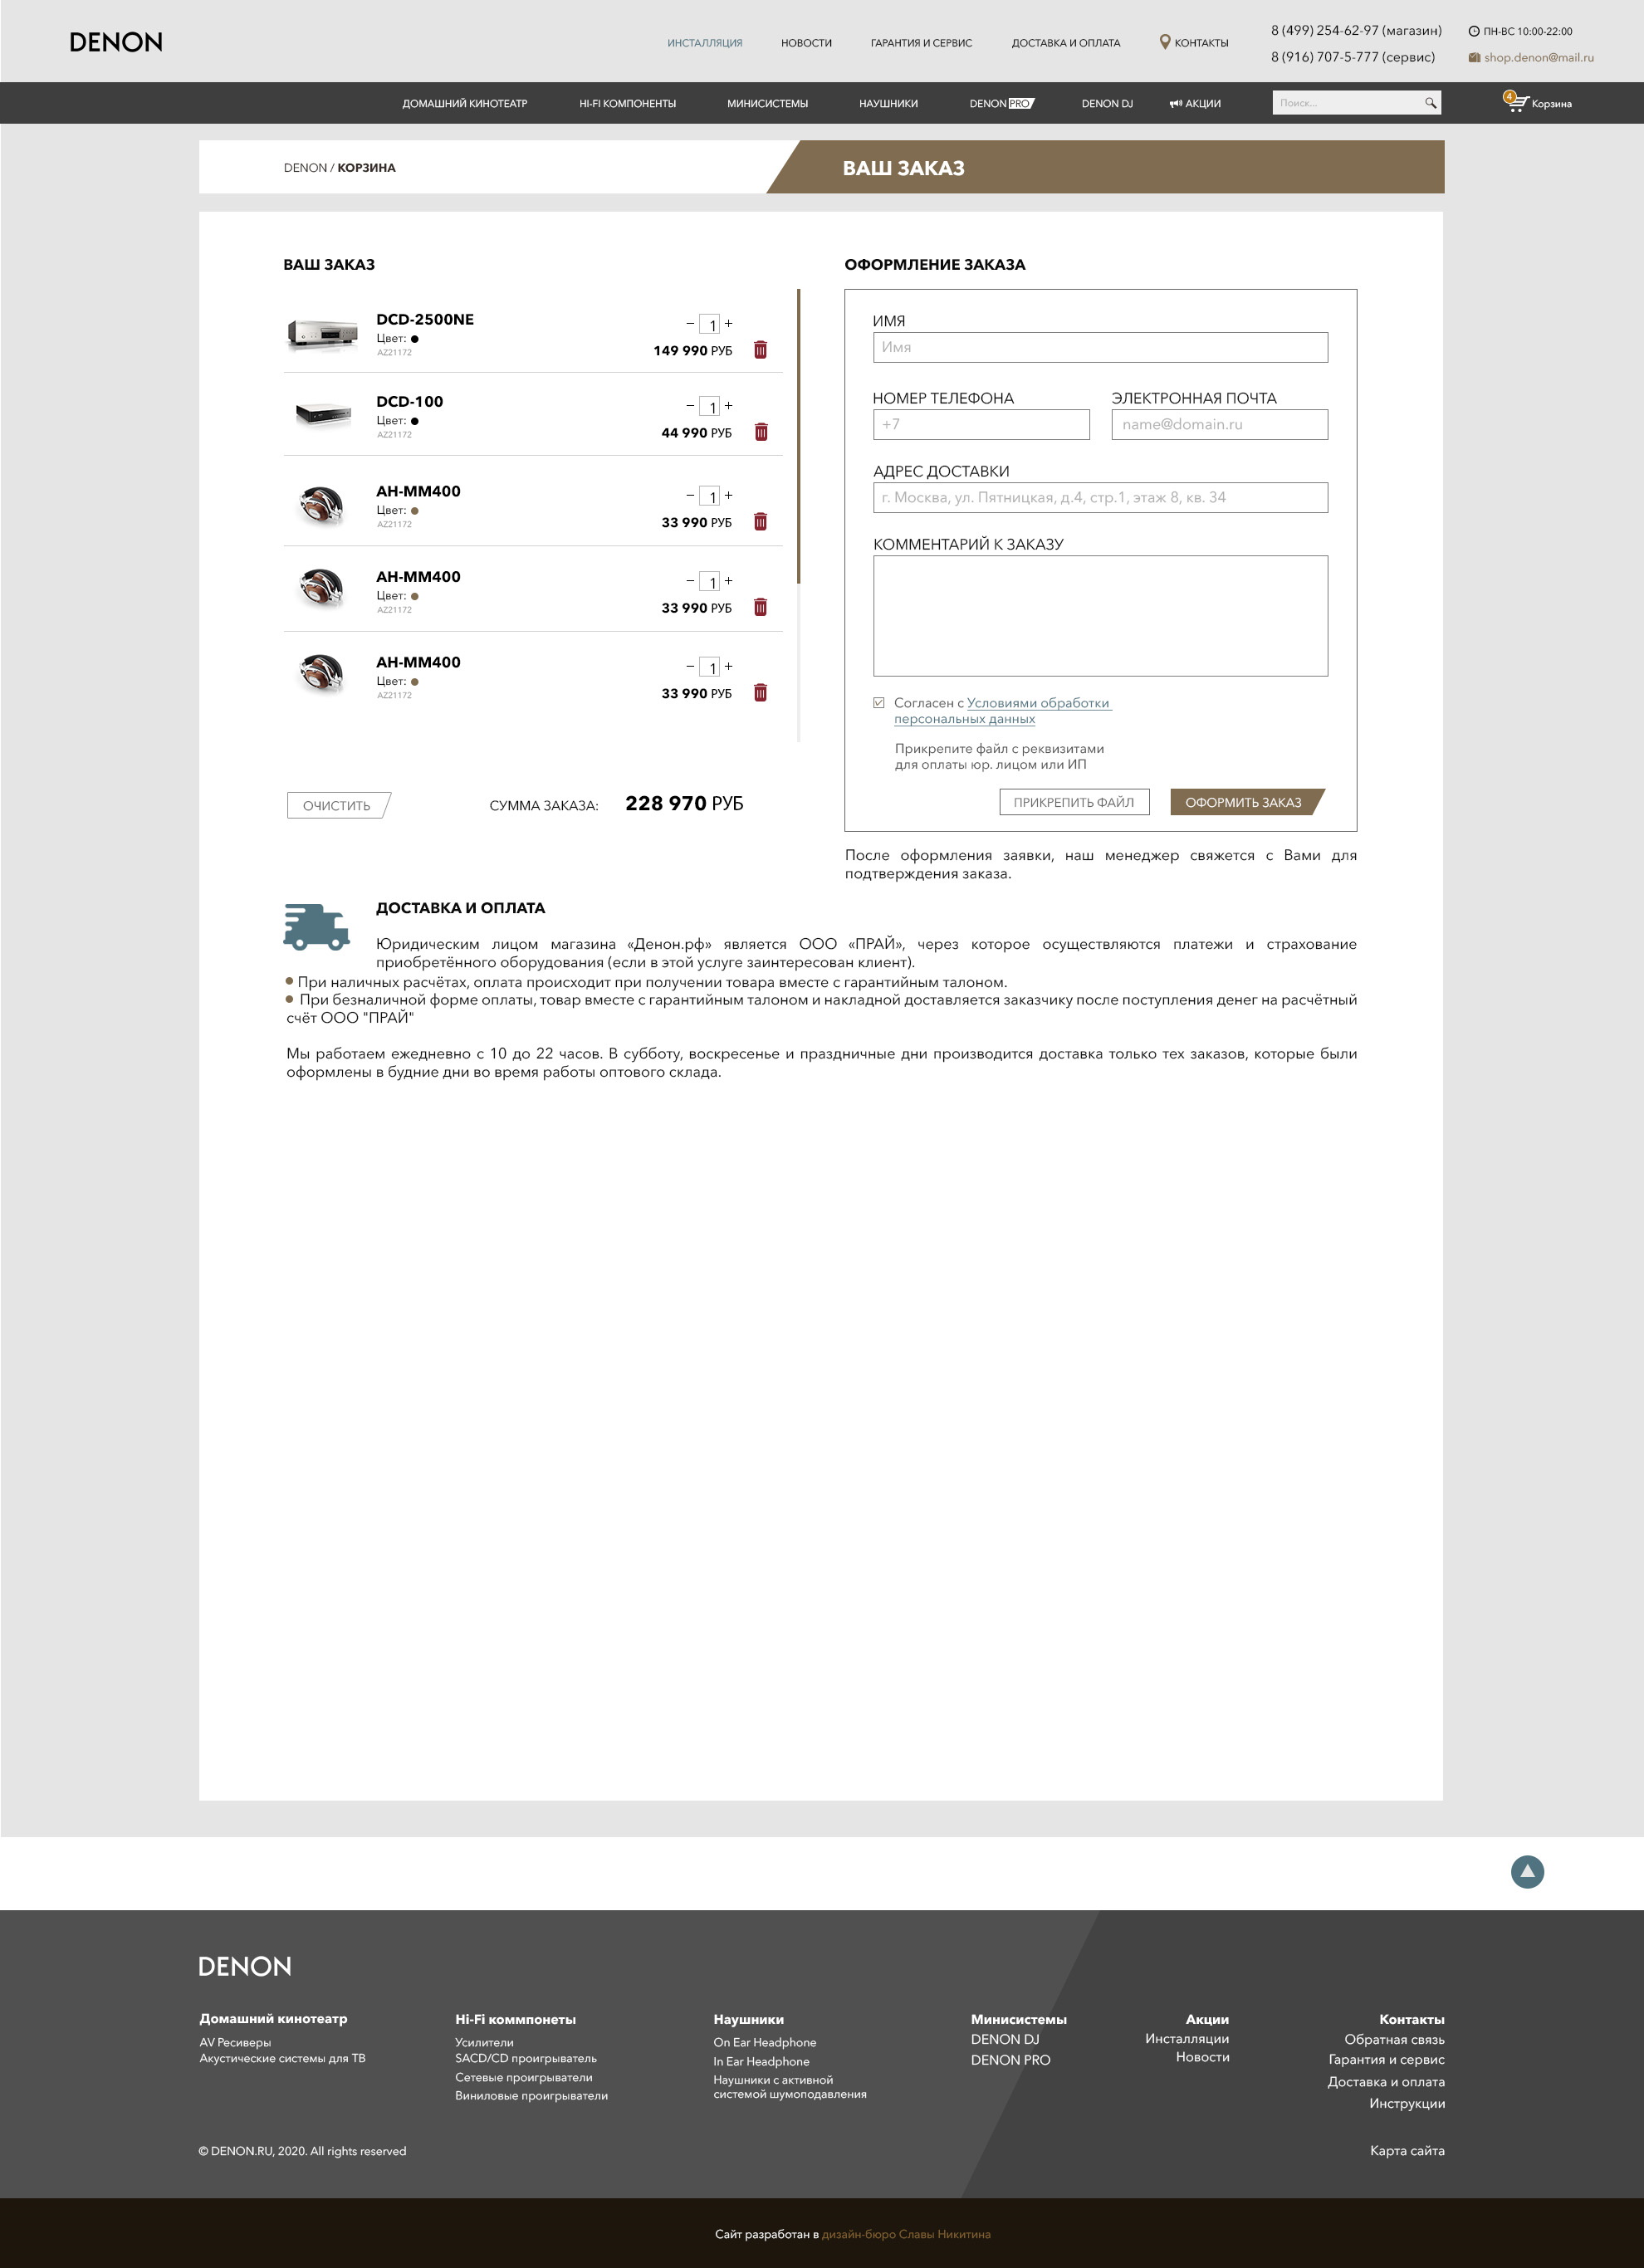 DENON
ИНСТАЛЛЯЦИЯ
НОВОСТИ
ГАРАНТИЯ И СЕРВИС
ДОСТАВКА И ОПЛАТА
КОНТАКТЫ
8 (499) 254-62-97 (магазин)
8 (916) 707-5-777 (сервис)
ПН-ВС 10:00-22:00
shop.denon@mail.ru
ДОМАШНИЙ КИНОТЕАТР
HI-FI КОМПОНЕНТЫ
МИНИСИСТЕМЫ
НАУШНИКИ
DENON PRO
DENON DJ
АКЦИИ
Поиск...
4
Корзина
DENON / КОРЗИНА
ВАШ ЗАКАЗ
ВАШ ЗАКАЗ
DCD-2500NE
Цвет:
AZ21172
− 1 +
149 990 РУБ
DCD-100
Цвет:
AZ21172
− 1 +
44 990 РУБ
AH-MM400
Цвет:
AZ21172
− 1 +
33 990 РУБ
AH-MM400
Цвет:
AZ21172
− 1 +
33 990 РУБ
AH-MM400
Цвет:
AZ21172
− 1 +
33 990 РУБ
ОЧИСТИТЬ
СУММА ЗАКАЗА: 228 970 РУБ
ОФОРМЛЕНИЕ ЗАКАЗА
ИМЯ
Имя
НОМЕР ТЕЛЕФОНА
+7
ЭЛЕКТРОННАЯ ПОЧТА
name@domain.ru
АДРЕС ДОСТАВКИ
г. Москва, ул. Пятницкая, д.4, стр.1, этаж 8, кв. 34
КОММЕНТАРИЙ К ЗАКАЗУ
Согласен с Условиями обработки
персональных данных
Прикрепите файл с реквизитами
для оплаты юр. лицом или ИП
ПРИКРЕПИТЬ ФАЙЛ
ОФОРМИТЬ ЗАКАЗ
После оформления заявки, наш менеджер свяжется с Вами для
подтверждения заказа.
ДОСТАВКА И ОПЛАТА
Юридическим лицом магазина «Денон.рф» является ООО «ПРАЙ», через которое осуществляются платежи и страхование
приобретённого оборудования (если в этой услуге заинтересован клиент).
При наличных расчётах, оплата происходит при получении товара вместе с гарантийным талоном.
При безналичной форме оплаты, товар вместе с гарантийным талоном и накладной доставляется заказчику после поступления денег на расчётный
счёт ООО "ПРАЙ"
Мы работаем ежедневно с 10 до 22 часов. В субботу, воскресенье и праздничные дни производится доставка только тех заказов, которые были
оформлены в будние дни во время работы оптового склада.
DENON
Домашний кинотеатр
AV Ресиверы
Акустические системы для ТВ
Hi-Fi коммпонеты
Усилители
SACD/CD проигрыватель
Сетевые проигрыватели
Виниловые проигрыватели
Наушники
On Ear Headphone
In Ear Headphone
Наушники с активной
системой шумоподавления
Минисистемы
DENON DJ
DENON PRO
Акции
Инсталляции
Новости
Контакты
Обратная связь
Гарантия и сервис
Доставка и оплата
Инструкции
© DENON.RU, 2020. All rights reserved
Карта сайта
Сайт разработан в дизайн-бюро Славы Никитина